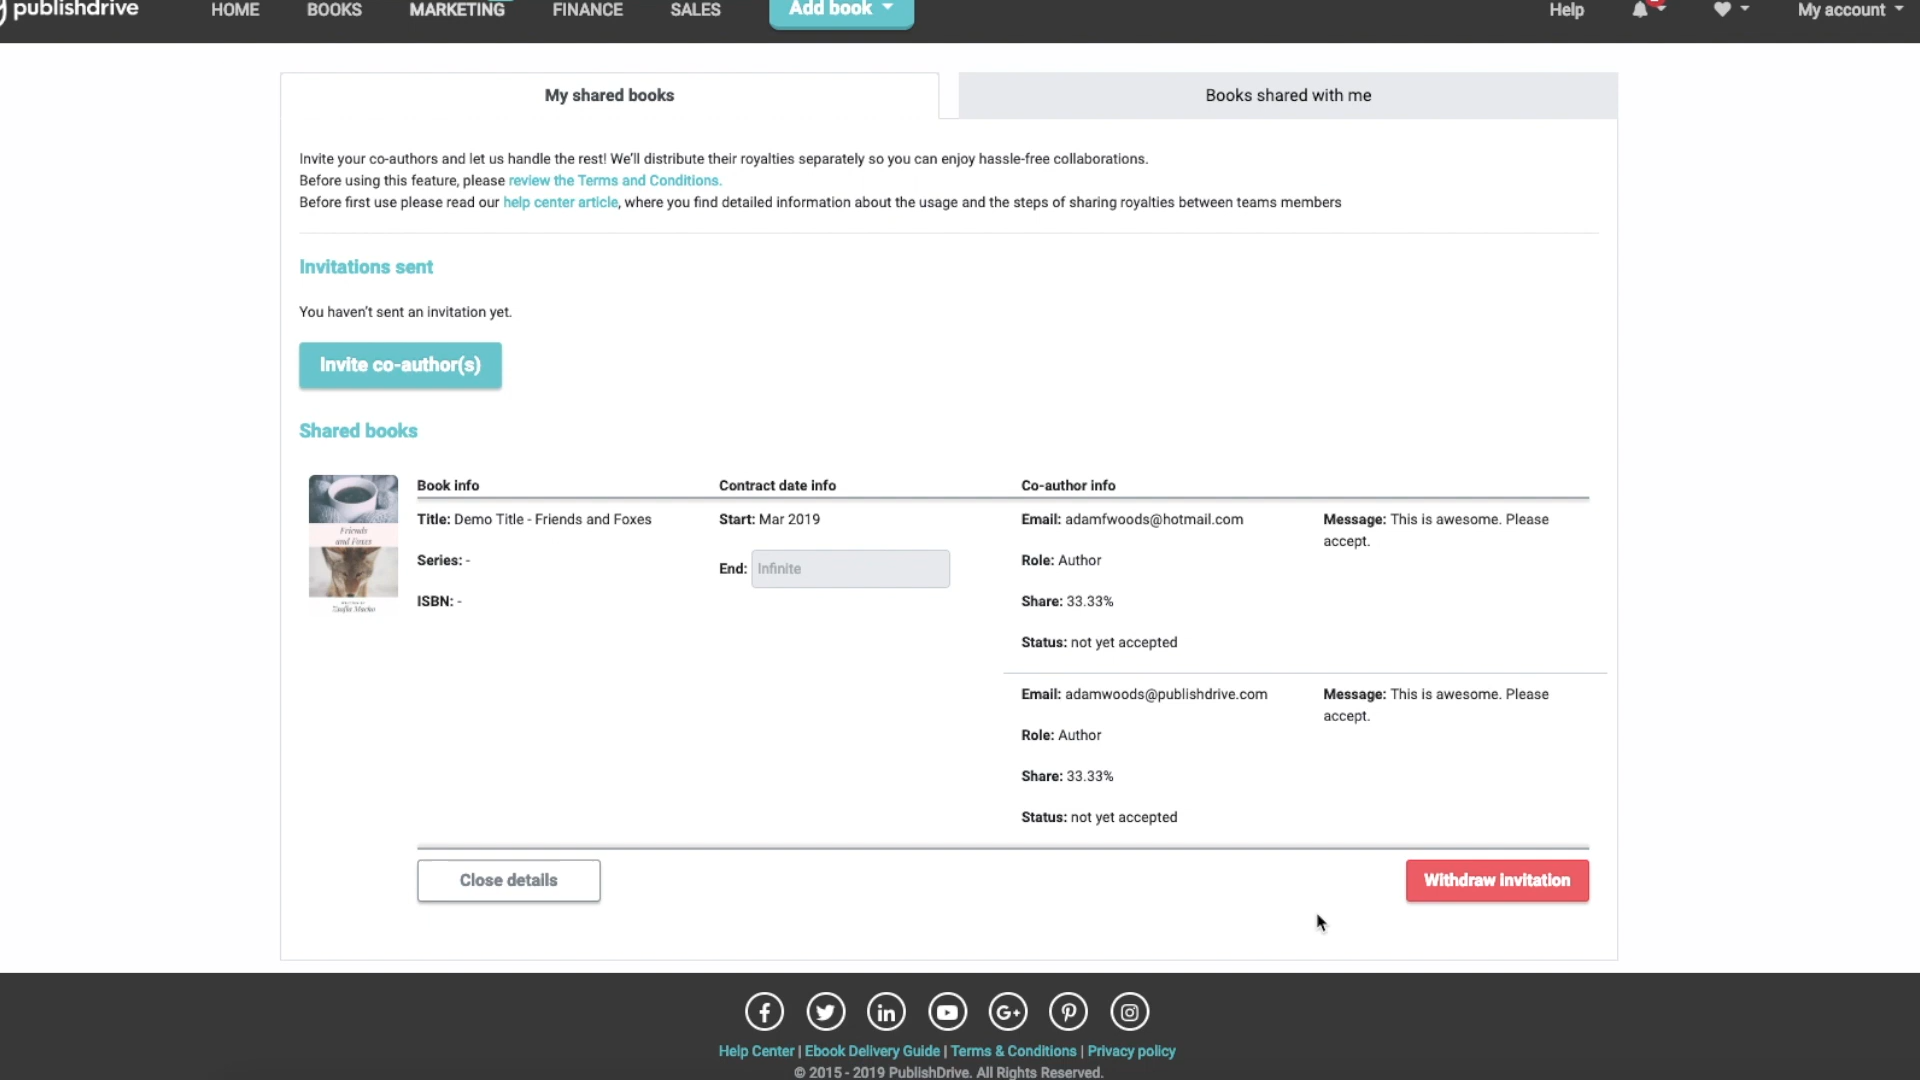 publishdrive HOME BOOKS MARKETING FINANCE SALES Add book Help My account
My shared books Books shared with me
Invite your co-authors and let us handle the rest! We'll distribute their royalties separately so you can enjoy hassle-free collaborations.
Before using this feature, please review the Terms and Conditions.
Before first use please read our help center article, where you find detailed information about the usage and the steps of sharing royalties between teams members
Invitations sent
You haven't sent an invitation yet.
Invite co-author(s)
Shared books
Book info Contract date info Co-author info
Title: Demo Title - Friends and Foxes Start: Mar 2019 Email: adamfwoods@hotmail.com Message: This is awesome. Please
accept.
Friends
and Foxes
Series: - End: Infinite Role: Author
ISBN: - Share: 33.33%
Status: not yet accepted
Email: adamwoods@publishdrive.com Message: This is awesome. Please
accept.
Role: Author
Share: 33.33%
Status: not yet accepted
Close details Withdraw invitation
Help Center | Ebook Delivery Guide | Terms & Conditions | Privacy policy
© 2015 - 2019 PublishDrive. All Rights Reserved.